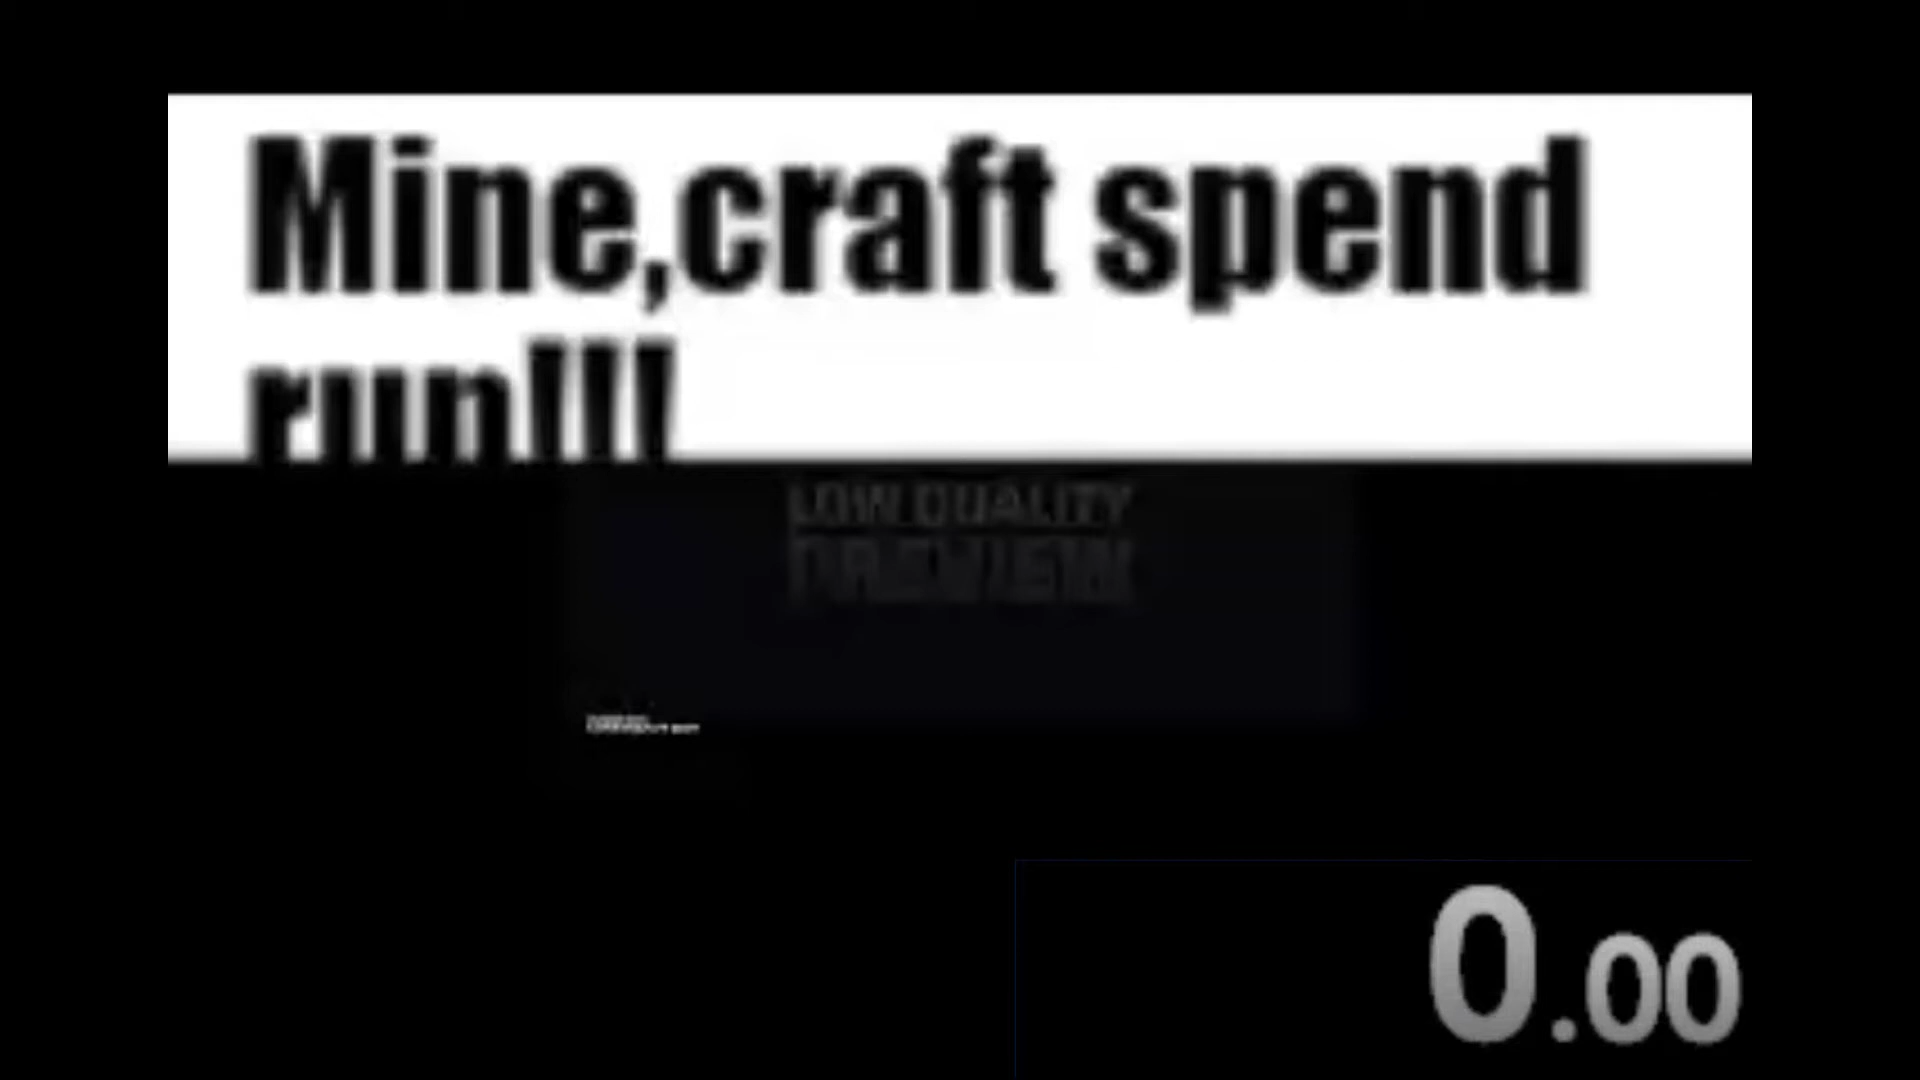 Mine,craft spend
run!!!
LOW QUALITY
PREVIEW
0.00